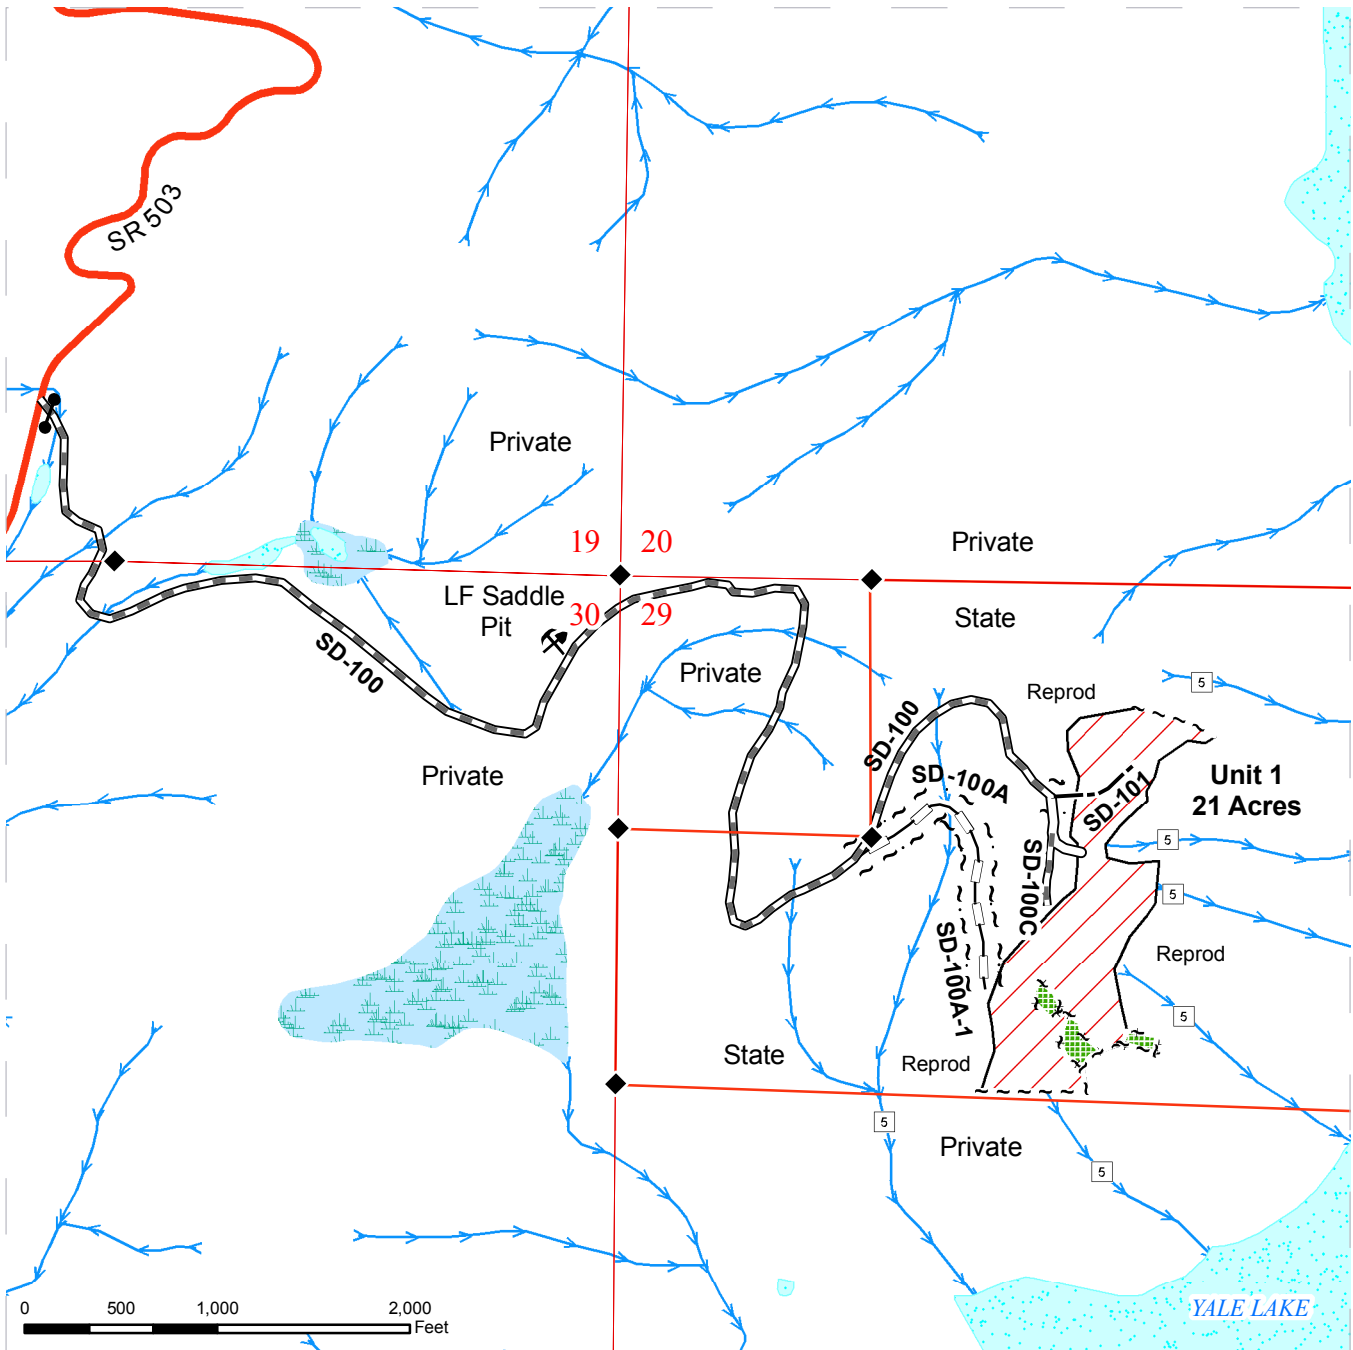 SR 503
Private
19
20
Private
LF Saddle
Pit
30
29
State
SD-100
Private
Reprod
5
SD-100
Private
SD-100A
Unit 1
21 Acres
SD-101
5
SD-100C
5
SD-100A-1
Reprod
5
State
Reprod
5
Private
5
0
500
1,000
2,000
Feet
YALE LAKE